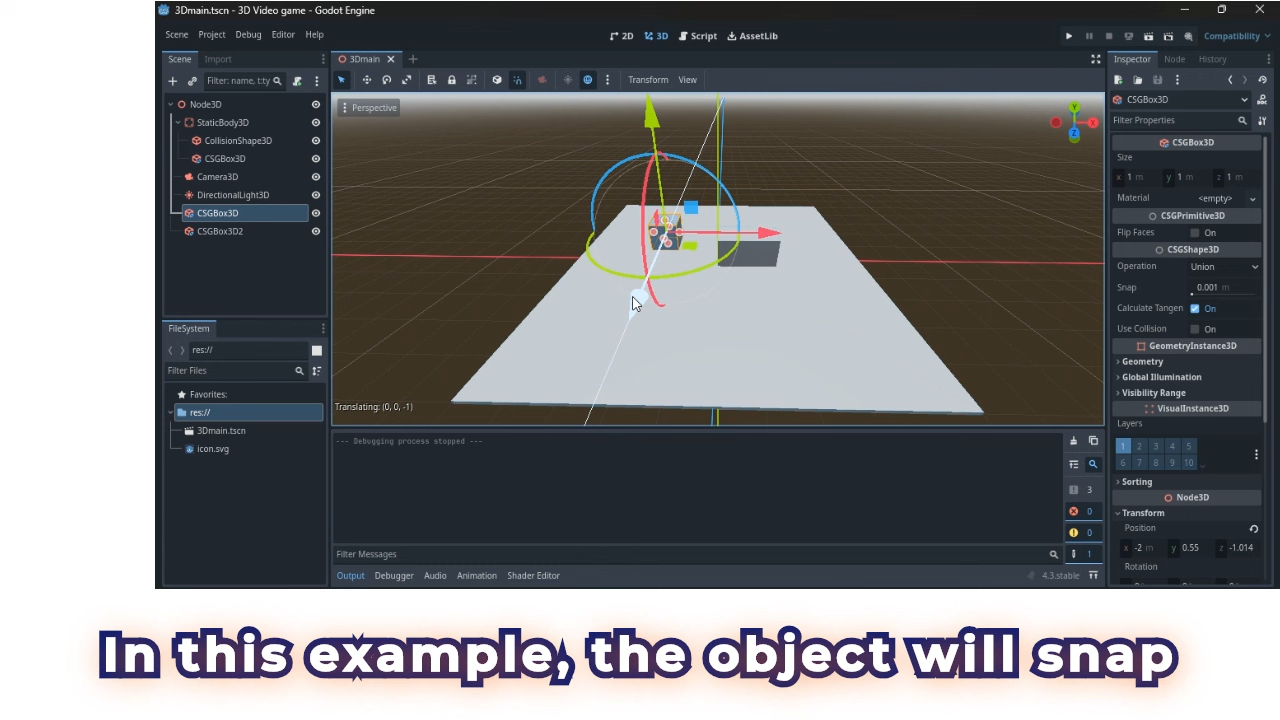 3Dmain.tscn - 3D Video game - Godot Engine
Scene Project Debug Editor Help
2D 3D Script AssetLib
Compatibility
Scene Import
3Dmain
Inspector Node History
Filter: name, t:ty
Transform View
CSGBox3D
Perspective
Y
X
Z
Filter Properties
Node3D
StaticBody3D
CollisionShape3D
CSGBox3D
Camera3D
DirectionalLight3D
CSGBox3D
CSGBox3D2
CSGBox3D
Size
x 1 m y 1 m z 1 m
Material <empty>
CSGPrimitive3D
Flip Faces On
CSGShape3D
Operation Union
Snap 0.001 m
Calculate Tangen On
Use Collision On
GeometryInstance3D
Geometry
Global Illumination
Visibility Range
VisualInstance3D
Layers
1 2 3 4 5
6 7 8 9 10
Sorting
Node3D
Transform
Position
x -2 m y 0.55 z -1.014
Rotation
FileSystem
res://
Filter Files
Favorites:
res://
3Dmain.tscn
icon.svg
Translating: (0, 0, -1)
--- Debugging process stopped ---
3
0
0
1
Filter Messages
Output Debugger Audio Animation Shader Editor
4.3.stable
In this example, the object will snap